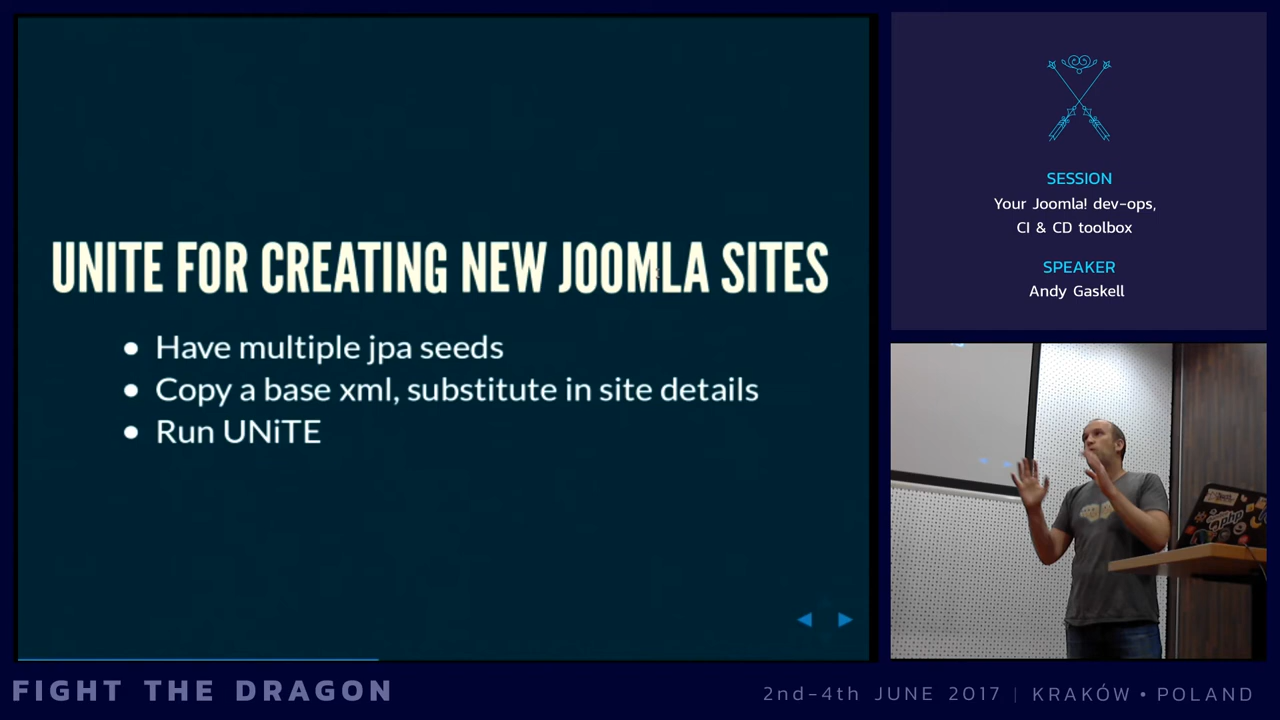 UNITE FOR CREATING NEW JOOMLA SITES
Have multiple jpa seeds
Copy a base xml, substitute in site details
Run UNiTE
SESSION
Your Joomla! dev-ops,
CI & CD toolbox
SPEAKER
Andy Gaskell
php
FIGHT THE DRAGON
2nd-4th JUNE 2017 | KRAKÓW • POLAND